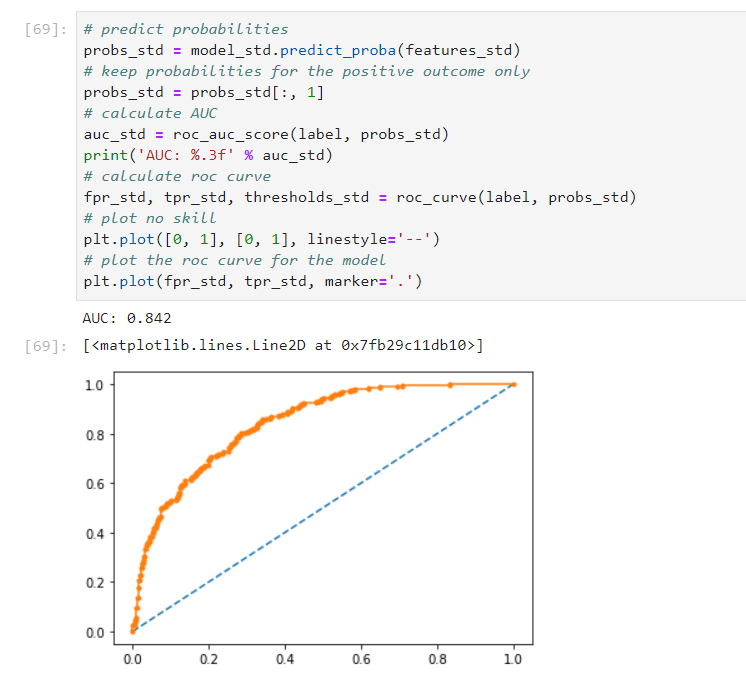 [69]: # predict probabilities
probs_std = model_std.predict_proba(features_std)
# keep probabilities for the positive outcome only
probs_std = probs_std[:, 1]
# calculate AUC
auc_std = roc_auc_score(label, probs_std)
print('AUC: %.3f' % auc_std)
# calculate roc curve
fpr_std, tpr_std, thresholds_std = roc_curve(label, probs_std)
# plot no skill
plt.plot([0, 1], [0, 1], linestyle='--')
# plot the roc curve for the model
plt.plot(fpr_std, tpr_std, marker='.')
AUC: 0.842
[69]: [<matplotlib.lines.Line2D at 0x7fb29c11db10>]
1.0
0.8
0.6
0.4
0.2
0.0
0.0 0.2 0.4 0.6 0.8 1.0